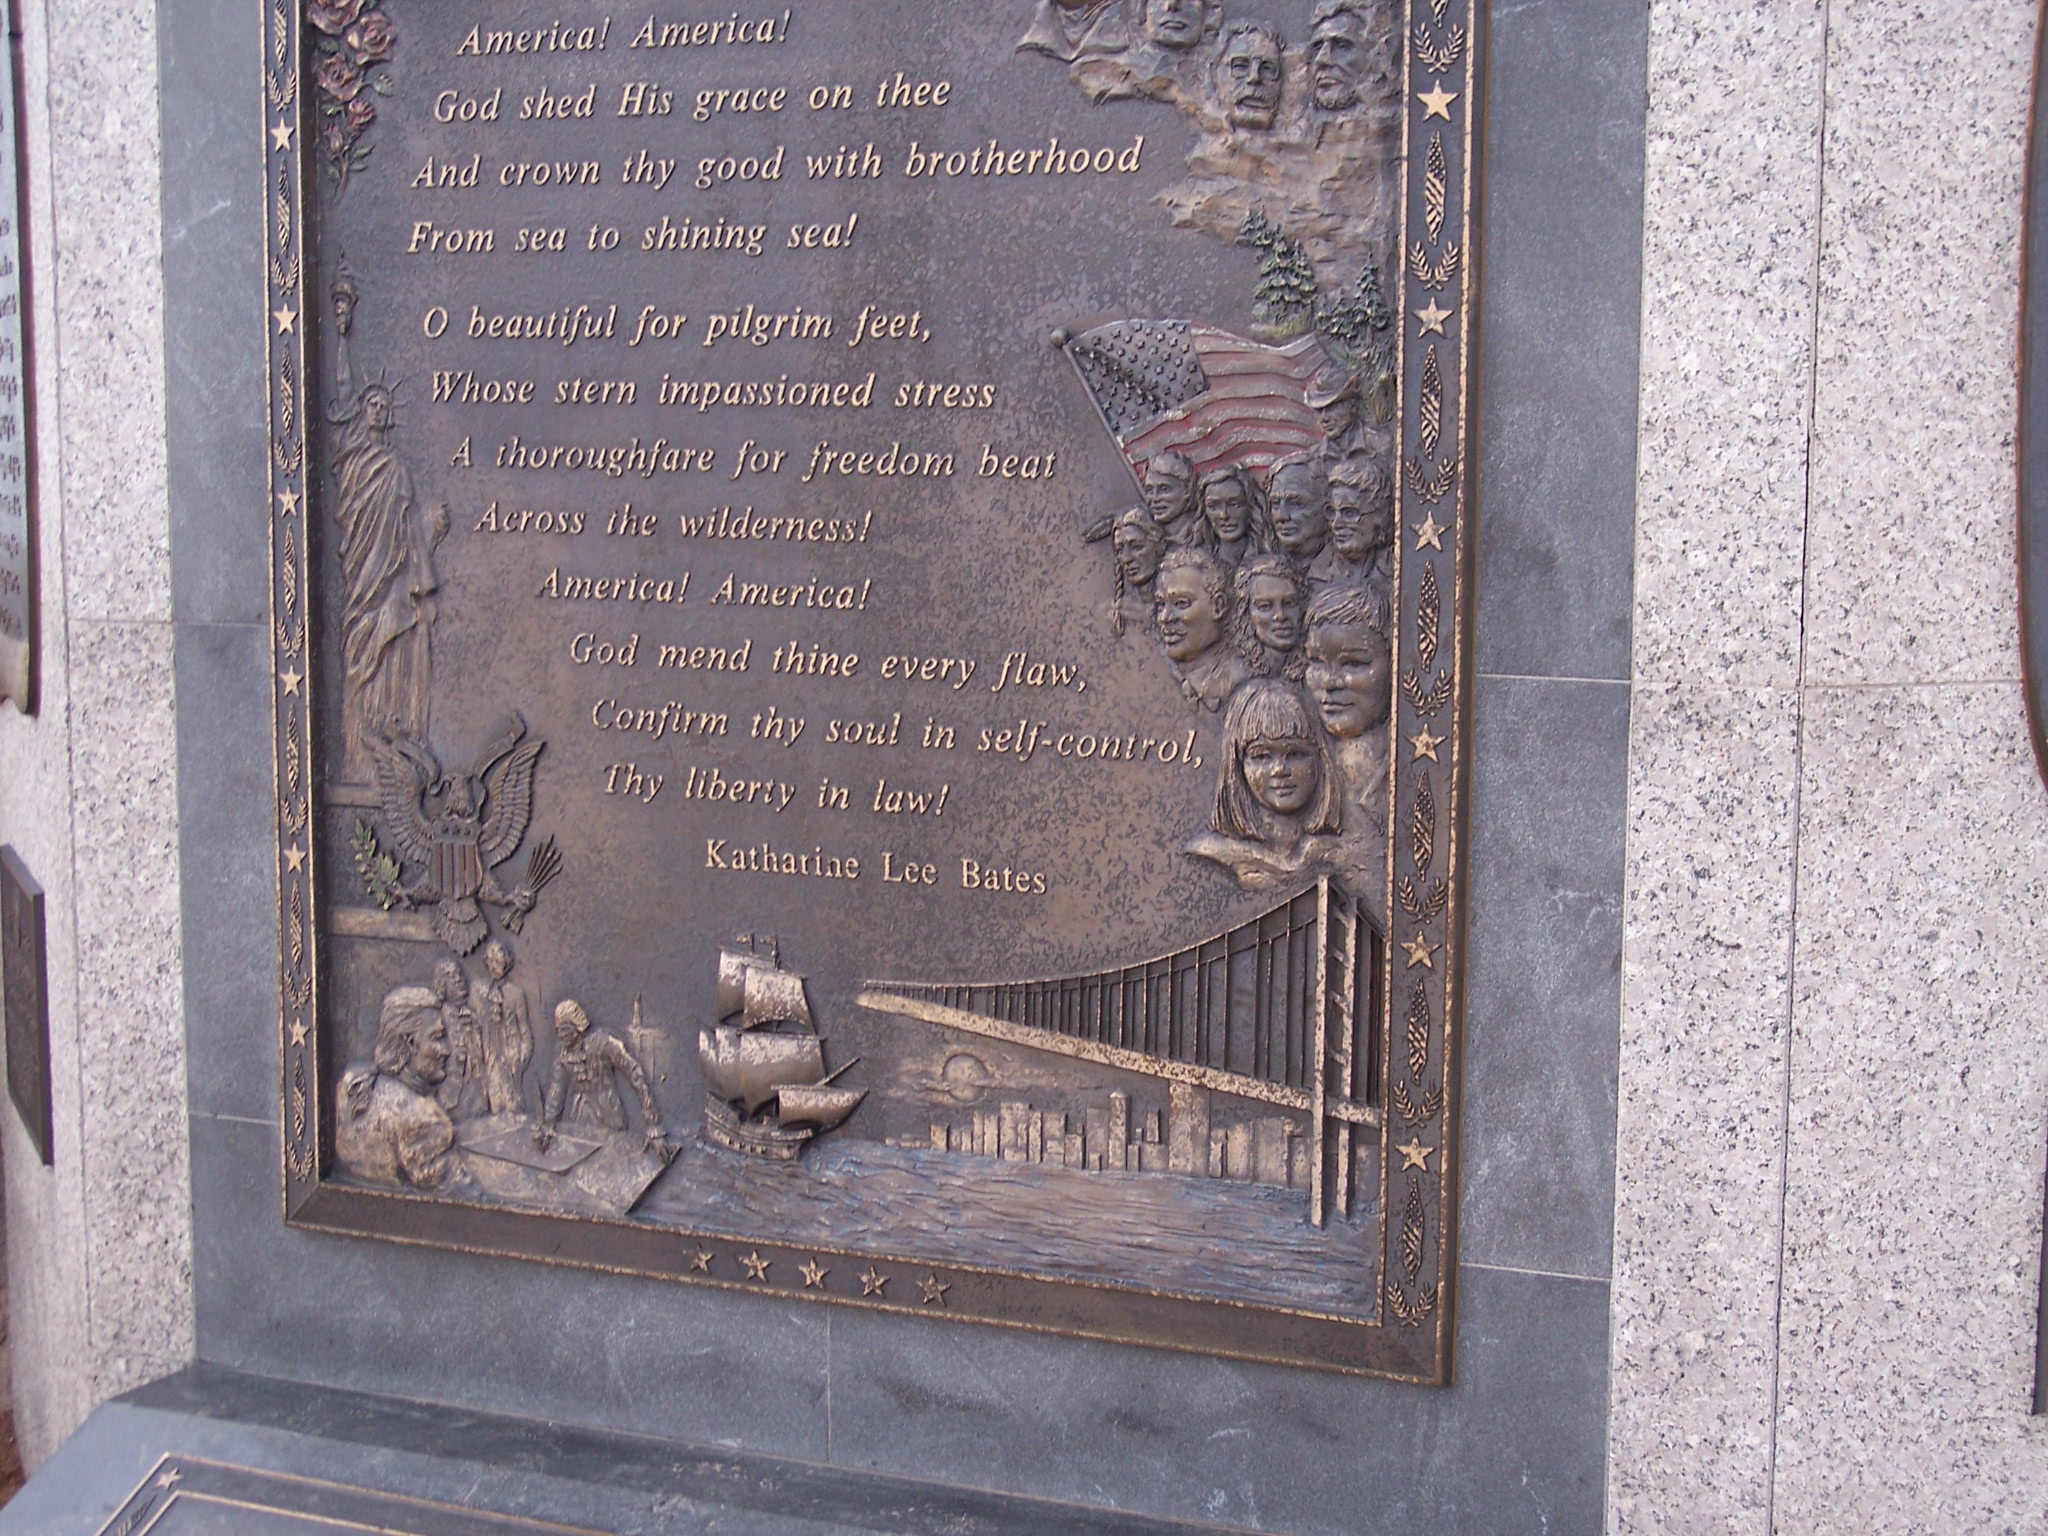 America! America!
God shed His grace on thee
And crown thy good with brotherhood
From sea to shining sea!
O beautiful for pilgrim feet,
Whose stern impassioned stress
A thoroughfare for freedom beat
Across the wilderness!
America! America!
God mend thine every flaw,
Confirm thy soul in self-control,
Thy liberty in law!
Katharine Lee Bates